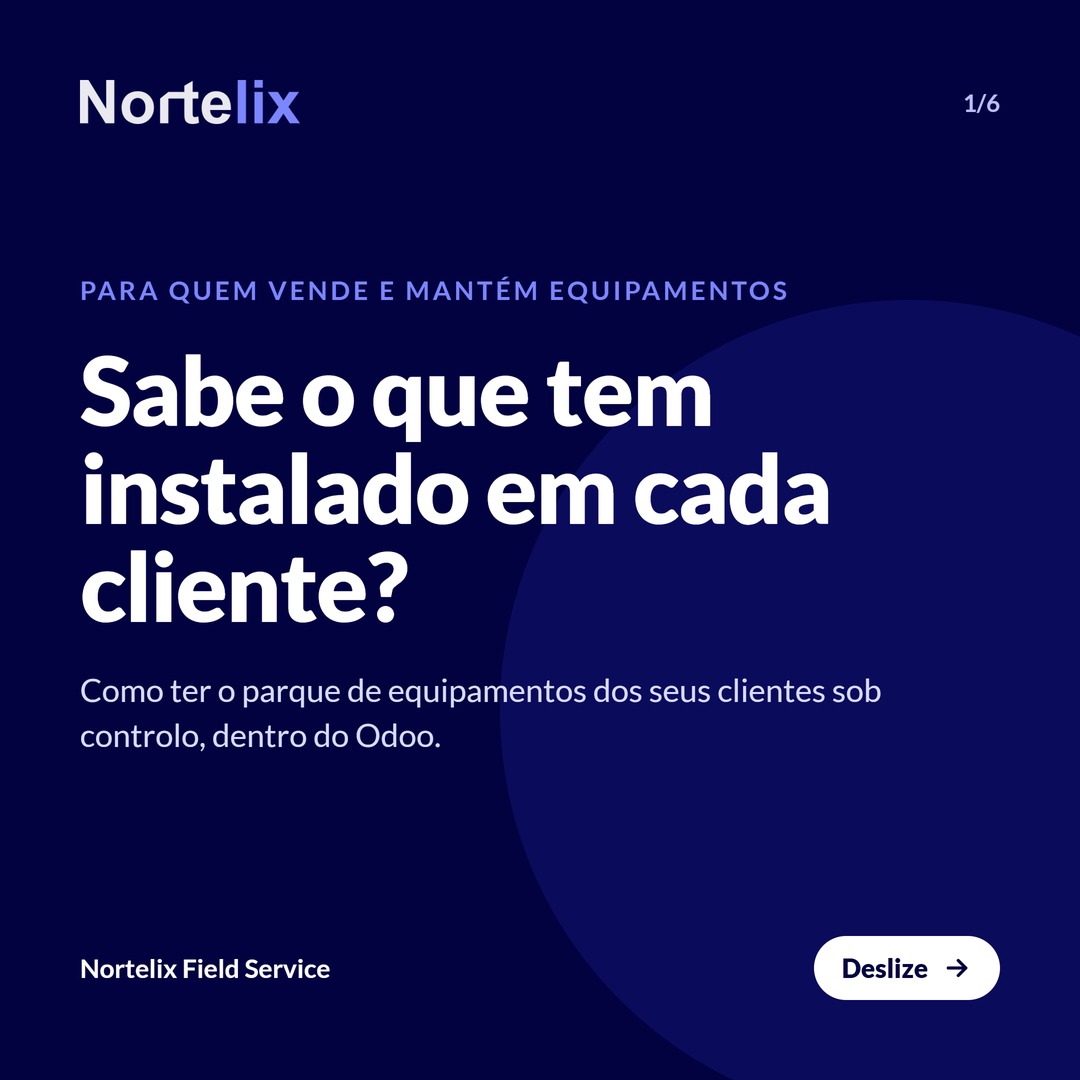 Nortelix
1/6
PARA QUEM VENDE E MANTÉM EQUIPAMENTOS
Sabe o que tem
instalado em cada
cliente?
Como ter o parque de equipamentos dos seus clientes sob
controlo, dentro do Odoo.
Nortelix Field Service
Deslize →